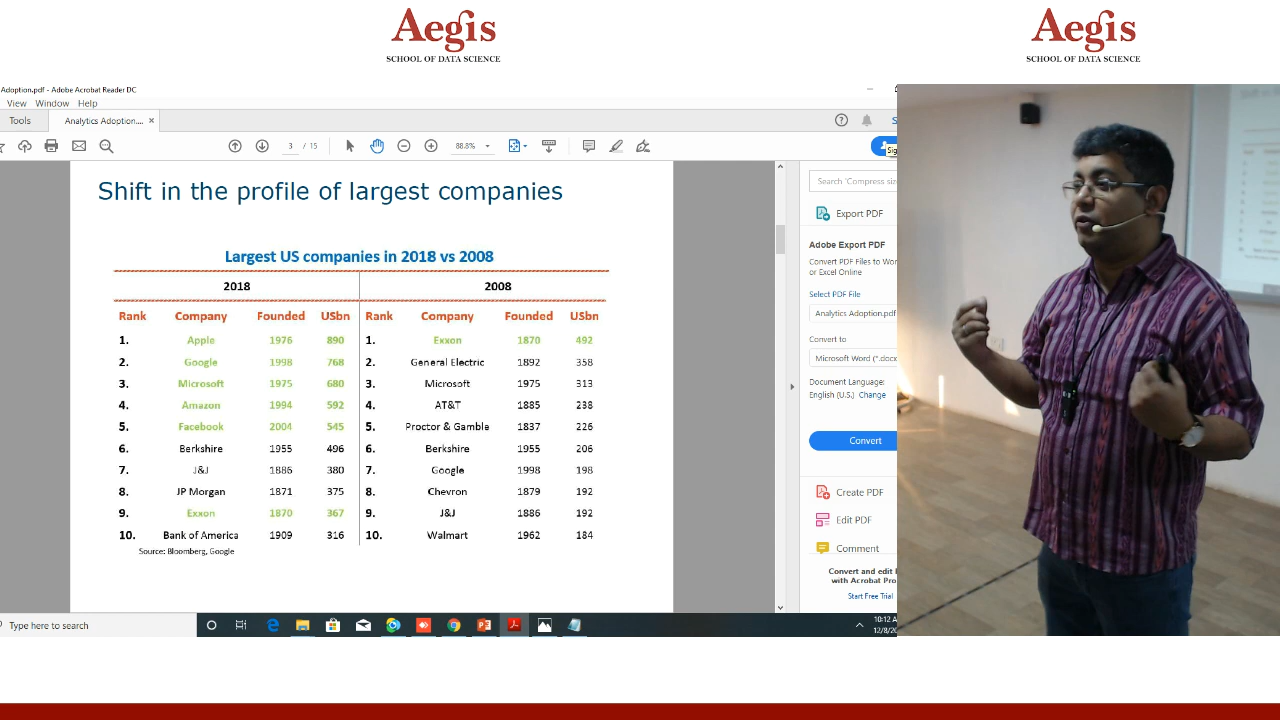 Aegis
SCHOOL OF DATA SCIENCE
Aegis
SCHOOL OF DATA SCIENCE
Adoption.pdf - Adobe Acrobat Reader DC
View Window Help
Tools Analytics Adoption.... ×
3 / 15 88.8%
Shift in the profile of largest companies
Largest US companies in 2018 vs 2008
2018 2008
Rank Company Founded USbn Rank Company Founded USbn
1. Apple 1976 890 1. Exxon 1870 492
2. Google 1998 768 2. General Electric 1892 358
3. Microsoft 1975 680 3. Microsoft 1975 313
4. Amazon 1994 592 4. AT&T 1885 238
5. Facebook 2004 545 5. Proctor & Gamble 1837 226
6. Berkshire 1955 496 6. Berkshire 1955 206
7. J&J 1886 380 7. Google 1998 198
8. JP Morgan 1871 375 8. Chevron 1879 192
9. Exxon 1870 367 9. J&J 1886 192
10. Bank of America 1909 316 10. Walmart 1962 184
Source: Bloomberg, Google
Search 'Compress
Export PDF
Adobe Export PDF
Convert PDF Files to
or Excel Online
Select PDF File
Analytics Adoption.pdf
Convert to
Microsoft Word (*.docx
Document Language:
English (U.S.) Change
Convert
Create PDF
Edit PDF
Comment
Convert and edit
with Acrobat
Start Free Trial
Type here to search
10:12
12/8/